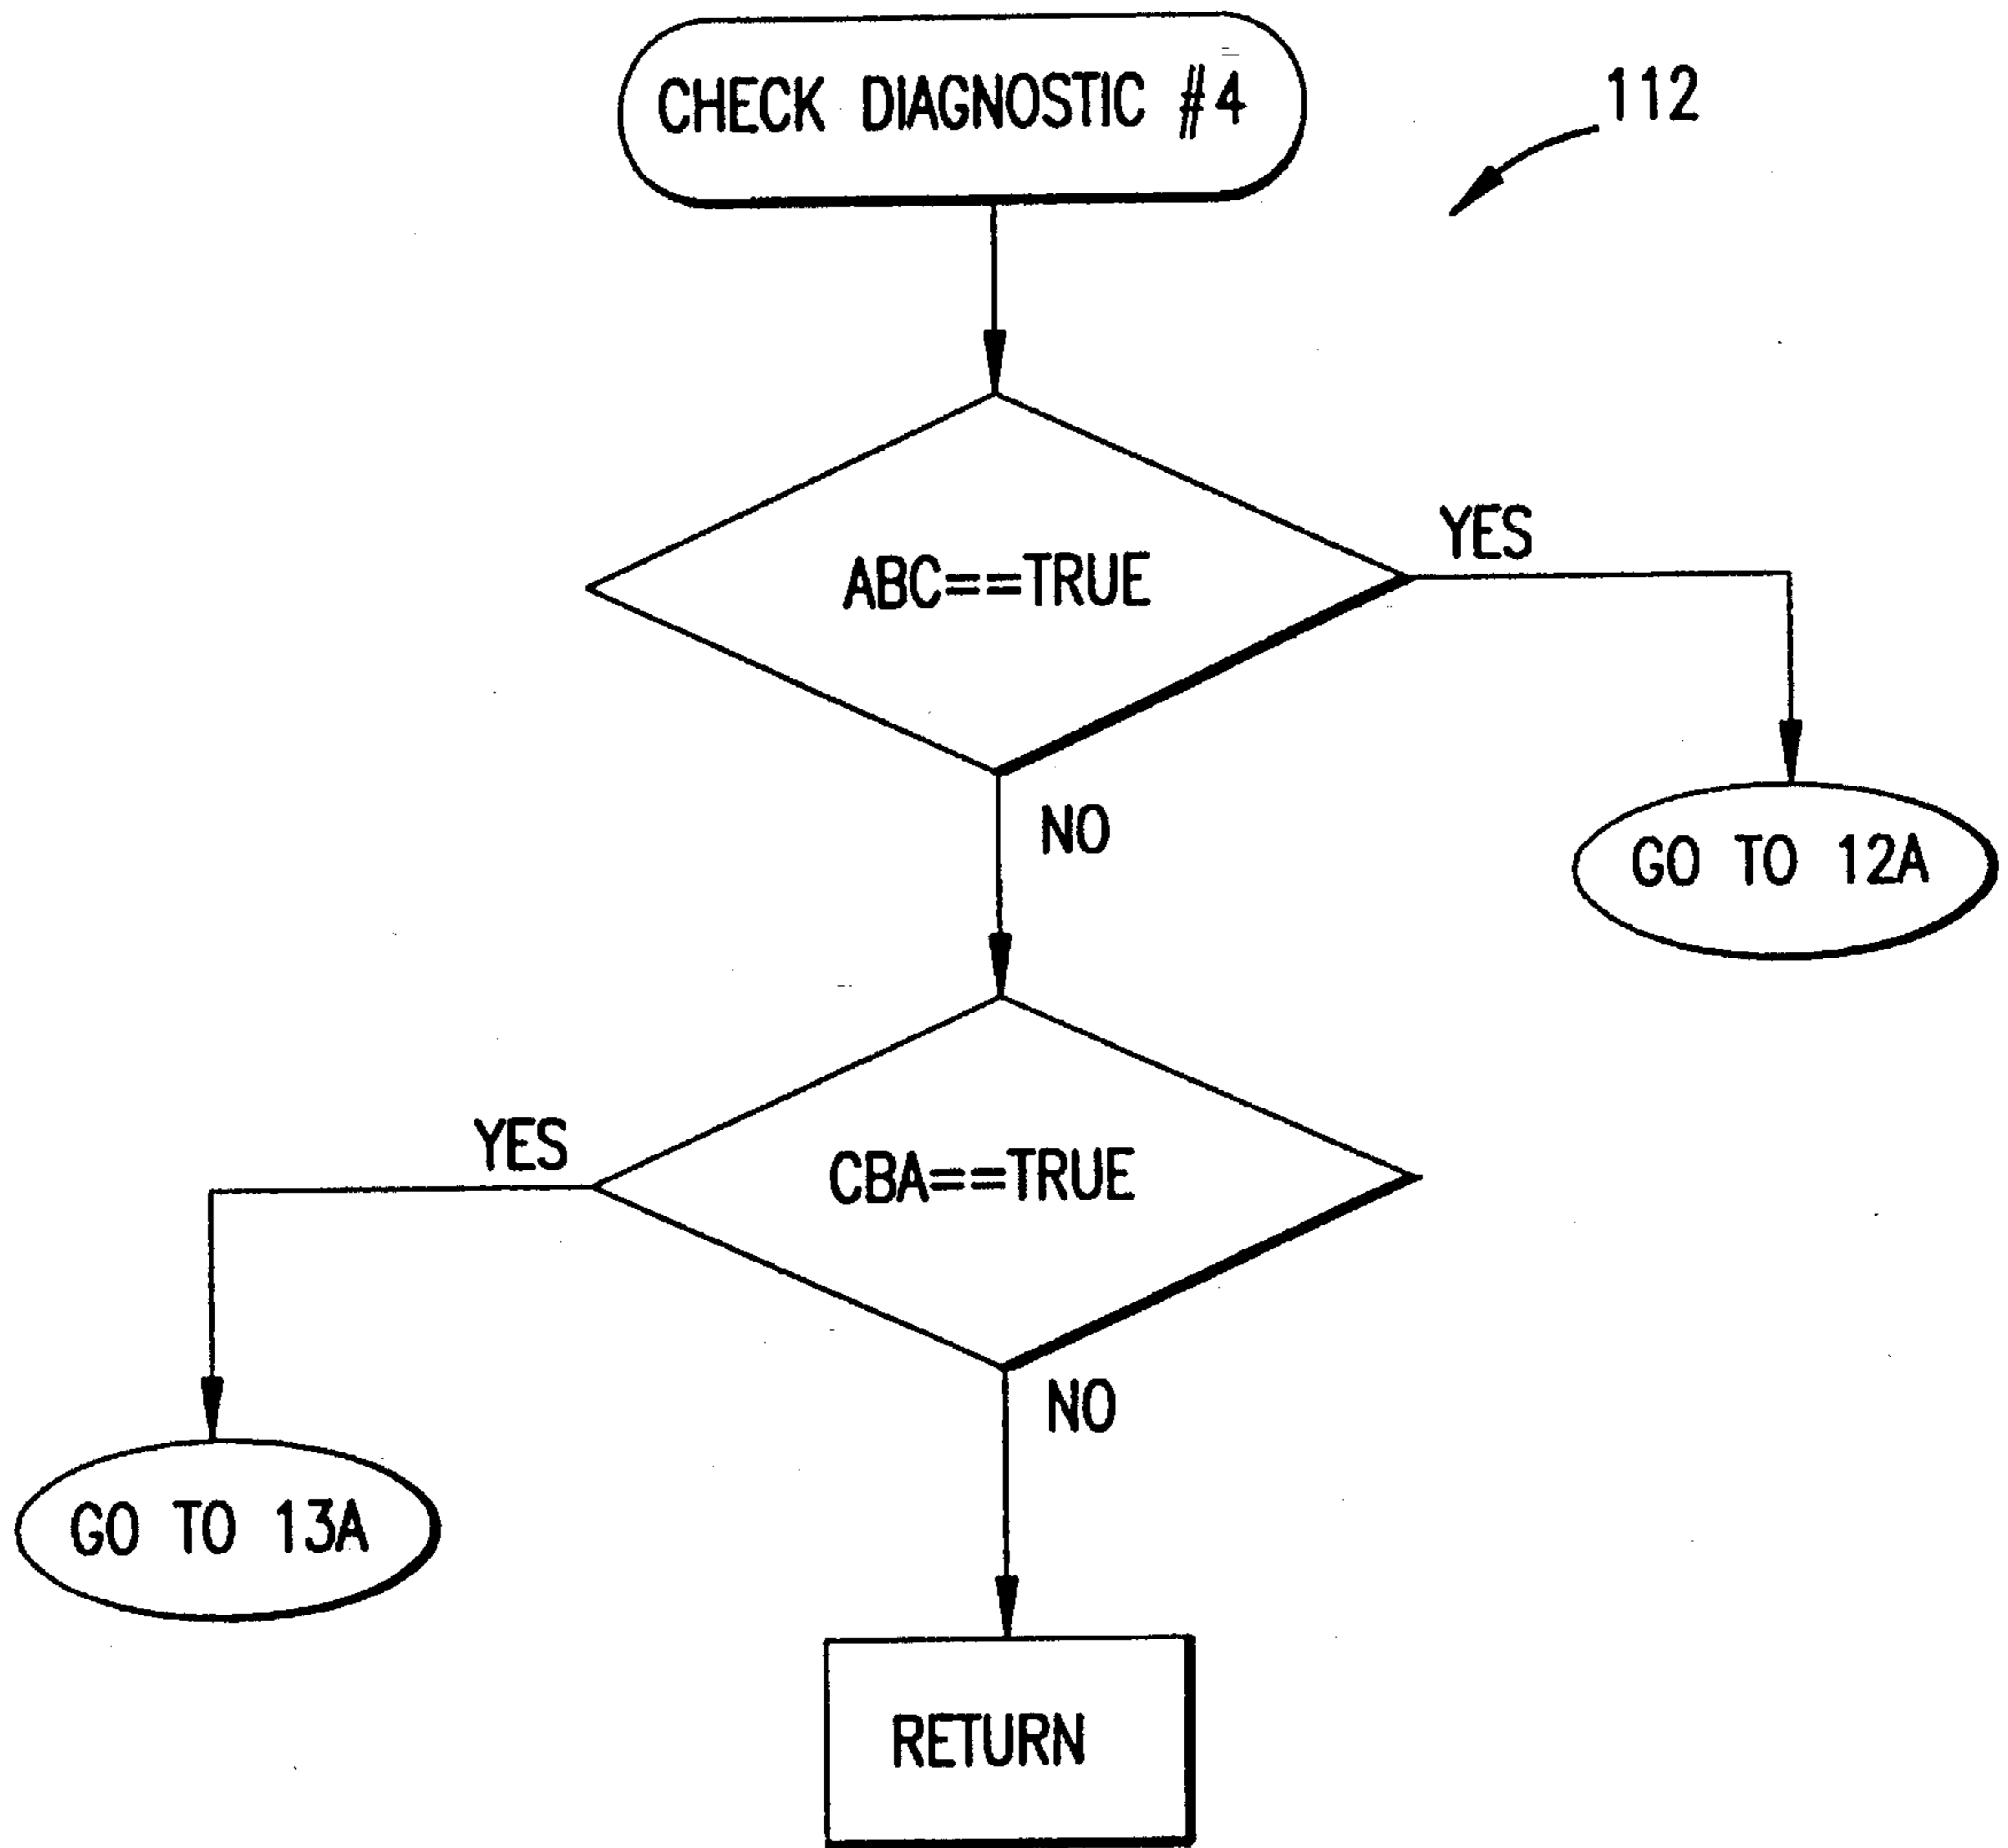 CHECK DIAGNOSTIC #4
112
ABC==TRUE
YES
NO
GO TO 12A
YES
CBA==TRUE
NO
GO TO 13A
RETURN